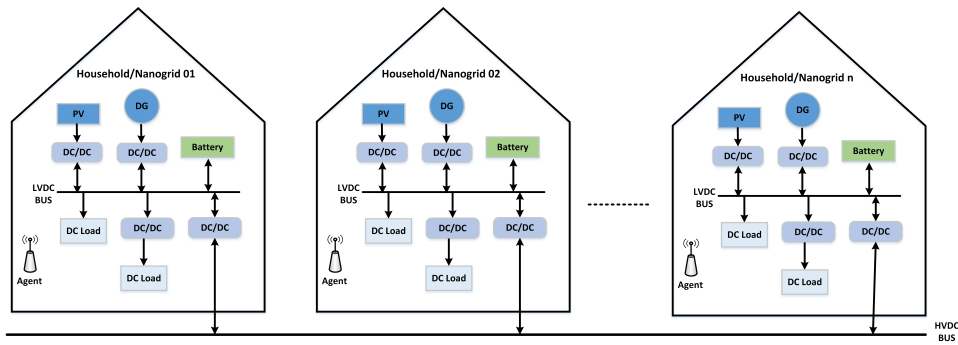 Household/Nanogrid 01
PV
DG
DC/DC
DC/DC
Battery
LVDC
BUS
DC Load
DC/DC
DC/DC
Agent
DC Load
Household/Nanogrid 02
PV
DG
DC/DC
DC/DC
Battery
LVDC
BUS
DC Load
DC/DC
DC/DC
Agent
DC Load
Household/Nanogrid n
PV
DG
DC/DC
DC/DC
Battery
LVDC
BUS
DC Load
DC/DC
DC/DC
Agent
DC Load
HVDC
BUS